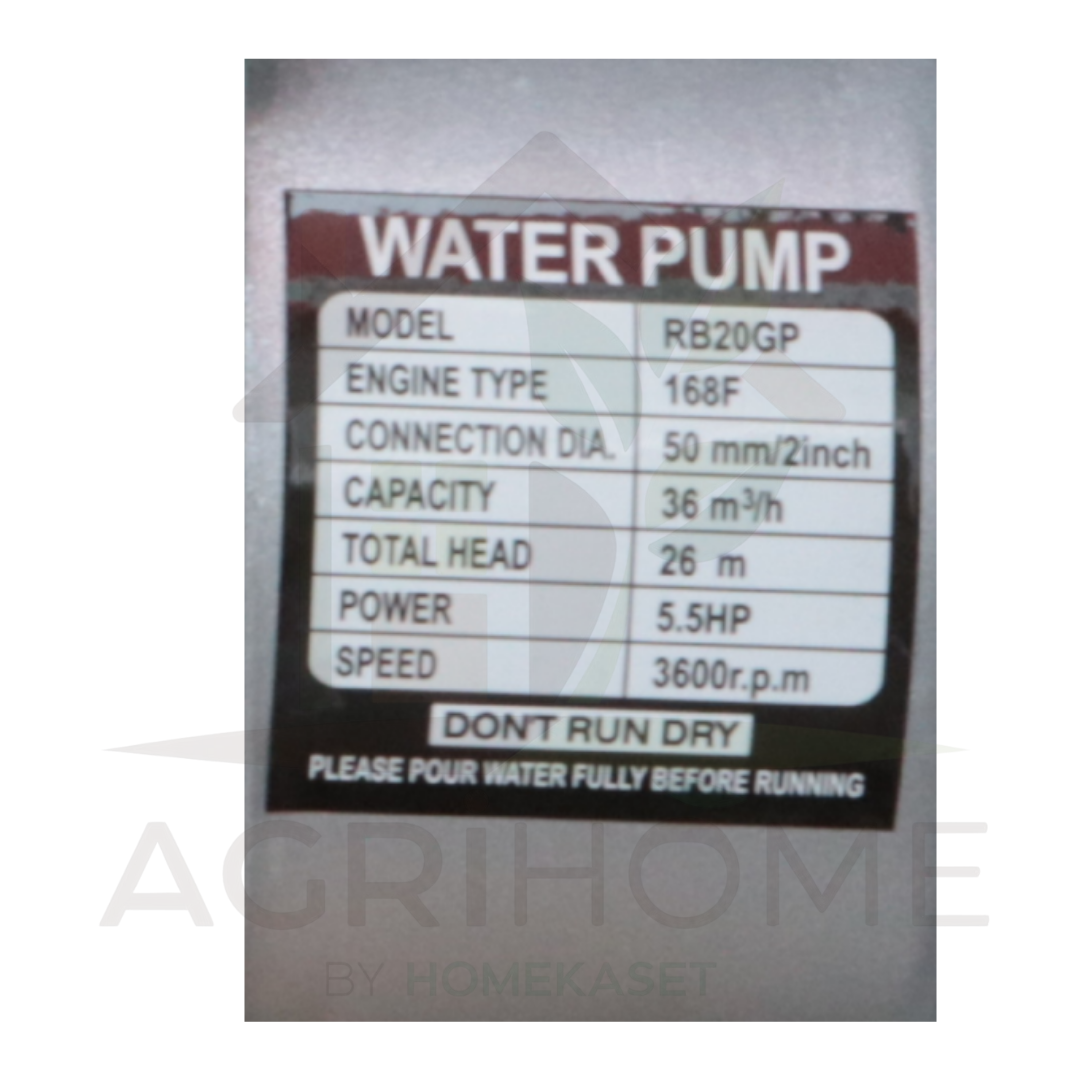 WATER PUMP
MODEL RB20GP
ENGINE TYPE 168F
CONNECTION DIA. 50 mm/2inch
CAPACITY 36 m³/h
TOTAL HEAD 26 m
POWER 5.5HP
SPEED 3600r.p.m
DON'T RUN DRY
PLEASE POUR WATER FULLY BEFORE RUNNING
AGRIHOME
BY HOMEKASET